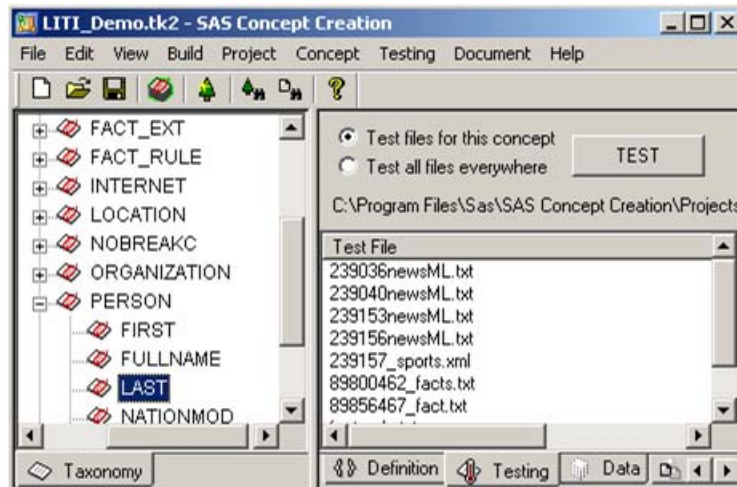 LITI_Demo.tk2 - SAS Concept Creation
File Edit View Build Project Concept Testing Document Help
FACT_EXT
FACT_RULE
INTERNET
LOCATION
NOBREAKC
ORGANIZATION
PERSON
FIRST
FULLNAME
LAST
NATIONMOD
Taxonomy
Test files for this concept
Test all files everywhere
TEST
C:\Program Files\Sas\SAS Concept Creation\Projects
Test File
239036newsML.txt
239040newsML.txt
239153newsML.txt
239156newsML.txt
239157_sports.xml
89800462_facts.txt
89856467_fact.txt
Definition Testing Data